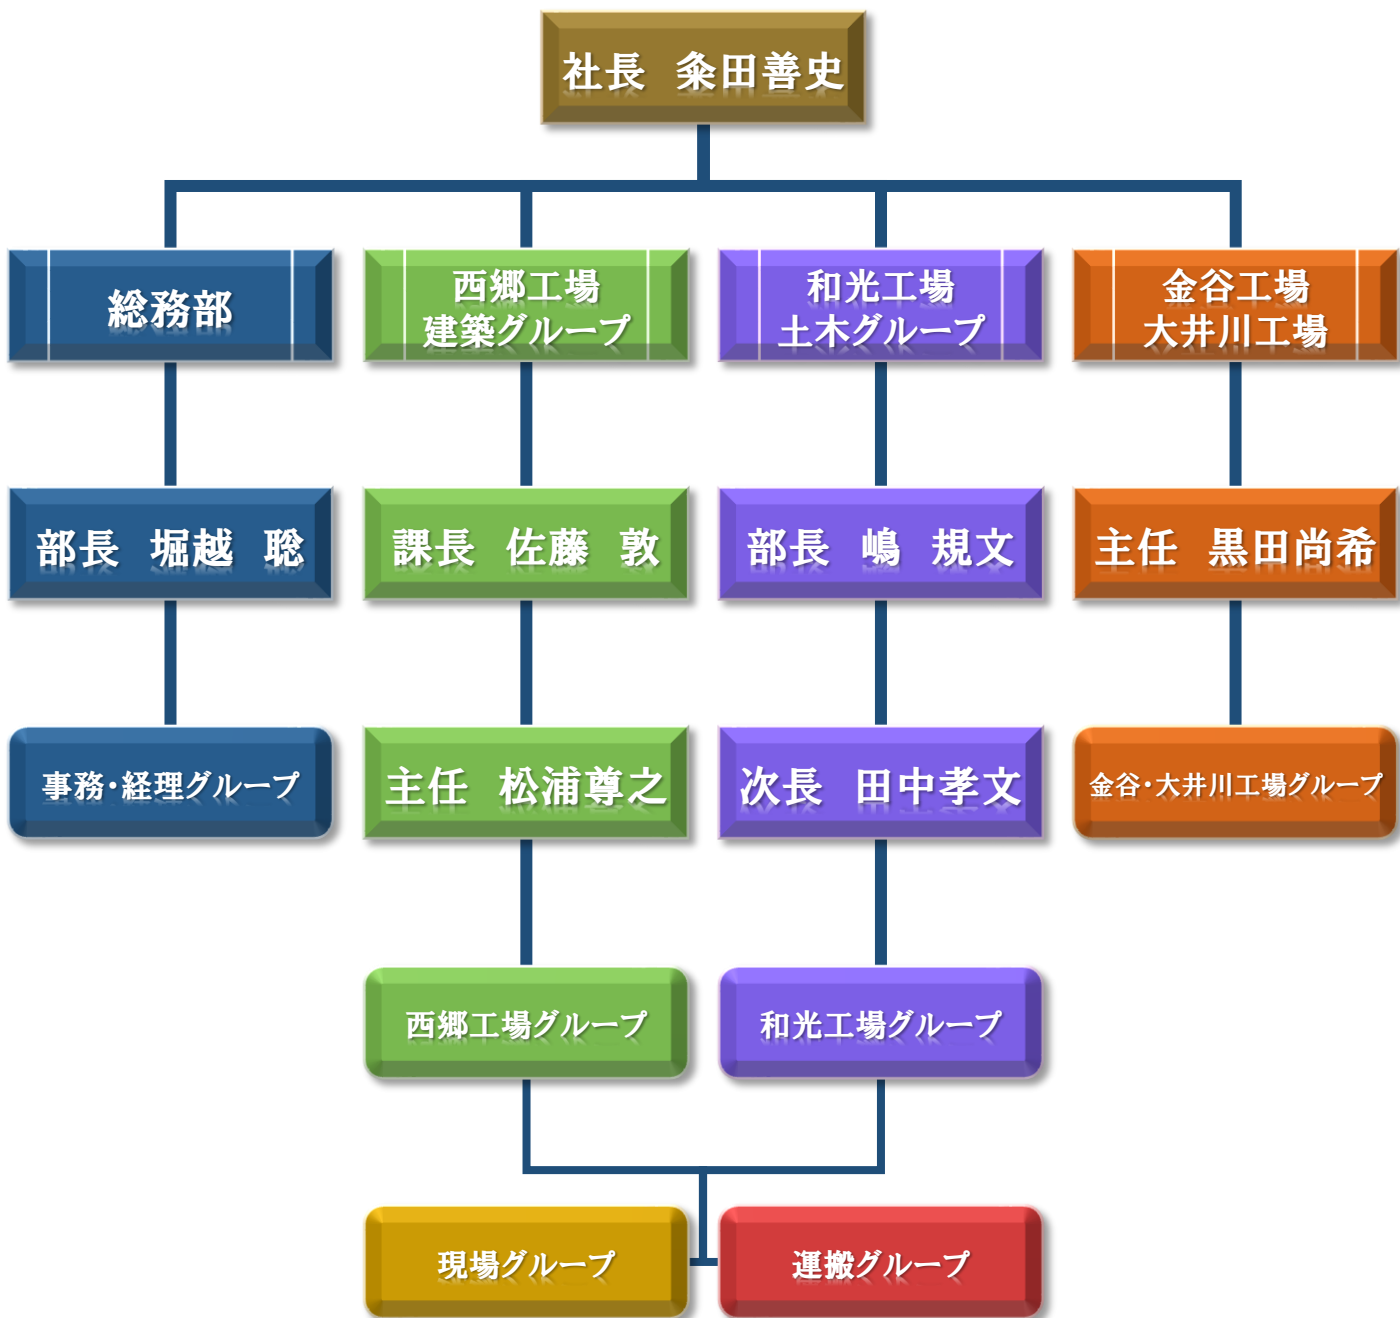 社長　粂田善史
総務部
西郷工場
建築グループ
和光工場
土木グループ
金谷工場
大井川工場
部長　堀越　聡
課長　佐藤　敦
部長　嶋　規文
主任　黒田尚希
事務・経理グループ
主任　松浦尊之
次長　田中孝文
金谷・大井川工場グループ
西郷工場グループ
和光工場グループ
現場グループ
運搬グループ